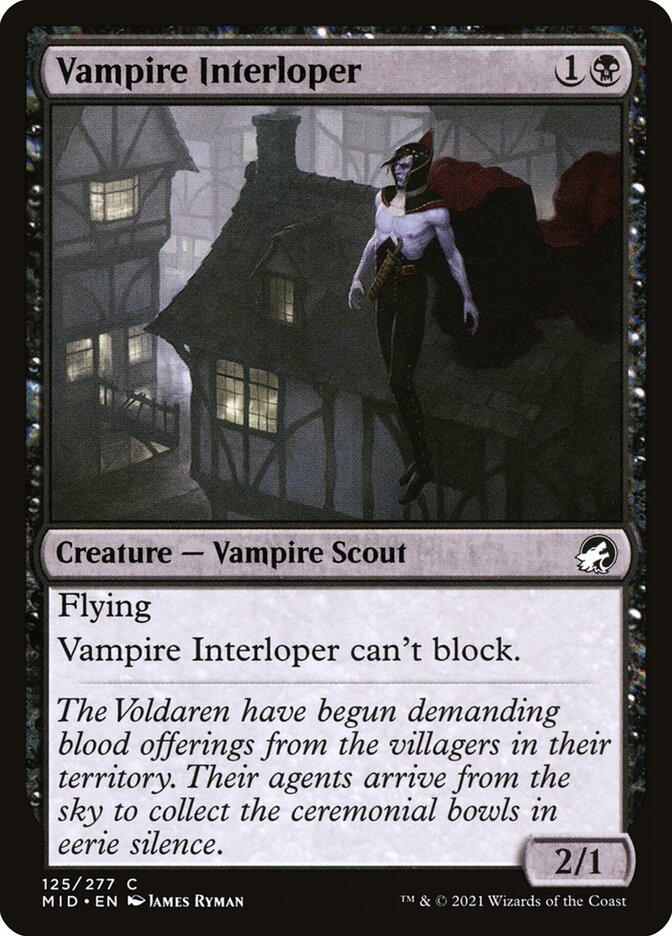 Vampire Interloper 1
Creature — Vampire Scout
Flying
Vampire Interloper can't block.
The Voldaren have begun demanding
blood offerings from the villagers in their
territory. Their agents arrive from the
sky to collect the ceremonial bowls in
eerie silence.
2/1
125/277 C
MID • EN James Ryman
™ & © 2021 Wizards of the Coast